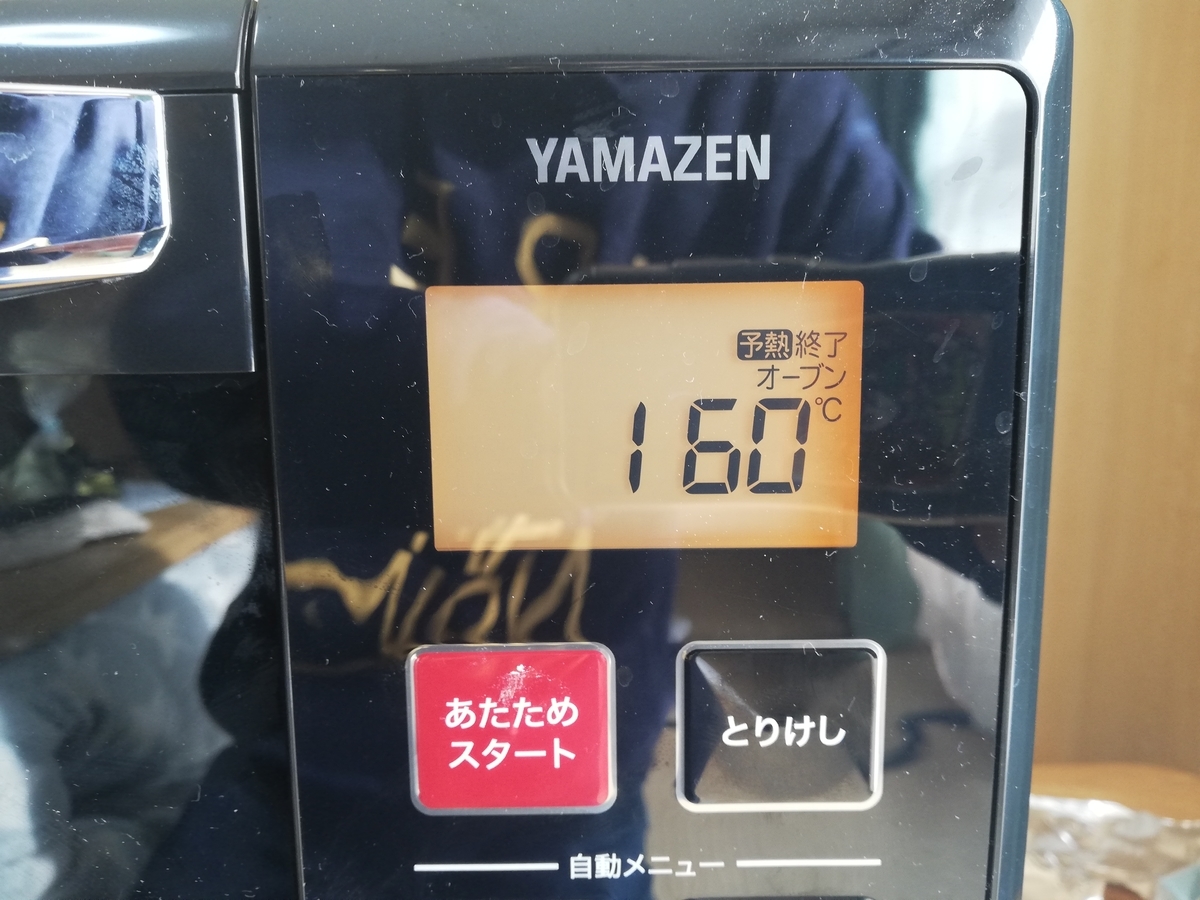 YAMAZEN
予熱終了
オーブン
160℃
あたため
スタート
とりけし
自動メニュー